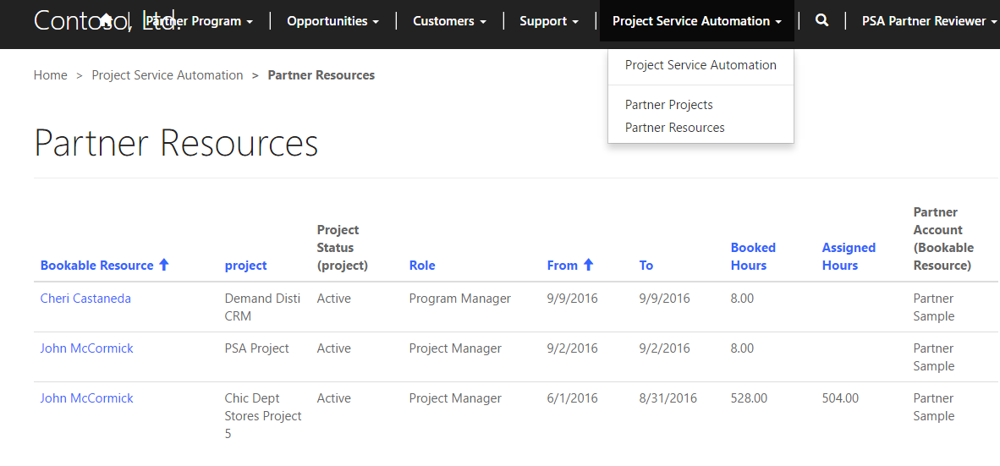 Contoso, Ltd. | Partner Program | Opportunities | Customers | Support | Project Service Automation | PSA Partner Reviewer
Project Service Automation
Partner Projects
Partner Resources
Home > Project Service Automation > Partner Resources
Partner Resources
Bookable Resource project Project Status (project) Role From To Booked Hours Assigned Hours Partner Account (Bookable Resource)
Cheri Castaneda Demand Disti CRM Active Program Manager 9/9/2016 9/9/2016 8.00 Partner Sample
John McCormick PSA Project Active Project Manager 9/2/2016 9/2/2016 8.00 Partner Sample
John McCormick Chic Dept Stores Project 5 Active Project Manager 6/1/2016 8/31/2016 528.00 504.00 Partner Sample